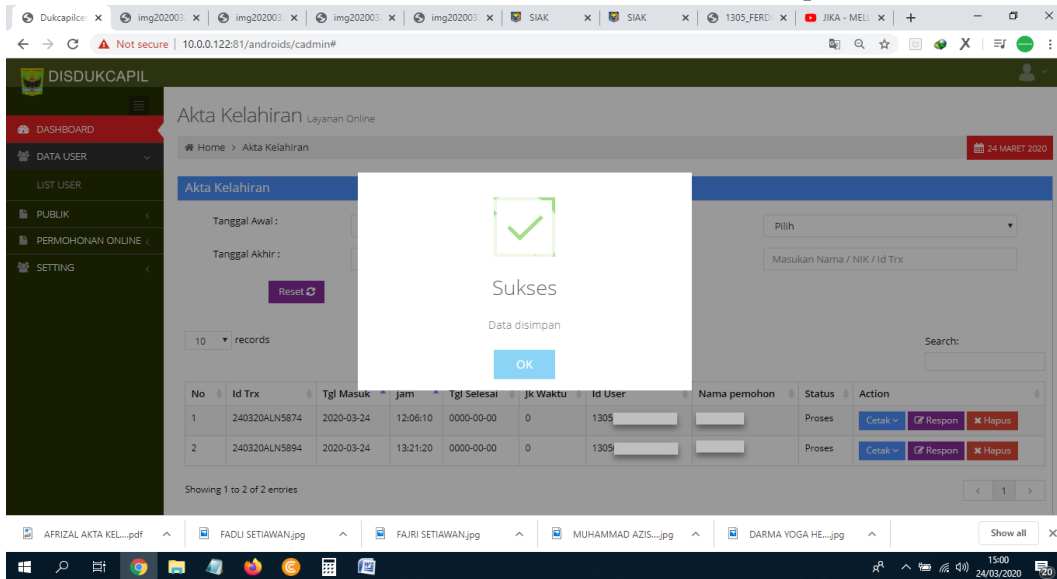 Dukcapilcer
img202003
img202003
img202003
img202003
SIAK
SIAK
1305_FERDI
JIKA - MELL
Not secure | 10.0.0.122:81/androids/cadmin#
DISDUKCAPIL
DASHBOARD
DATA USER
LIST USER
PUBLIK
PERMOHONAN ONLINE
SETTING
Akta Kelahiran Layanan Online
Home > Akta Kelahiran
24 MARET 2020
Akta Kelahiran
Tanggal Awal :
Pilih
Tanggal Akhir :
Masukan Nama / NIK / Id Trx
Reset
Sukses
Data disimpan
OK
10 records
Search:
No Id Trx Tgl Masuk Jam Tgl Selesai Jk Waktu Id User Nama pemohon Status Action
1 240320ALN5874 2020-03-24 12:06:10 0000-00-00 0 1305 Proses Cetak Respon Hapus
2 240320ALN5894 2020-03-24 13:21:20 0000-00-00 0 1305 Proses Cetak Respon Hapus
Showing 1 to 2 of 2 entries
< 1 >
AFRIZAL AKTA KEL....pdf
FADLI SETIAWAN.jpg
FAJRI SETIAWAN.jpg
MUHAMMAD AZIS....jpg
DARMA YOGA HE....jpg
Show all
15:00
24/03/2020
20